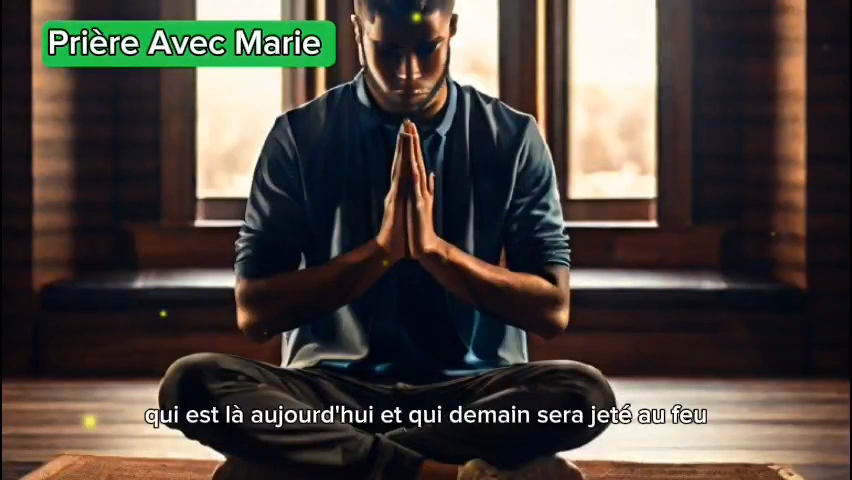 Prière Avec Marie
qui est là aujourd'hui et qui demain sera jeté au feu